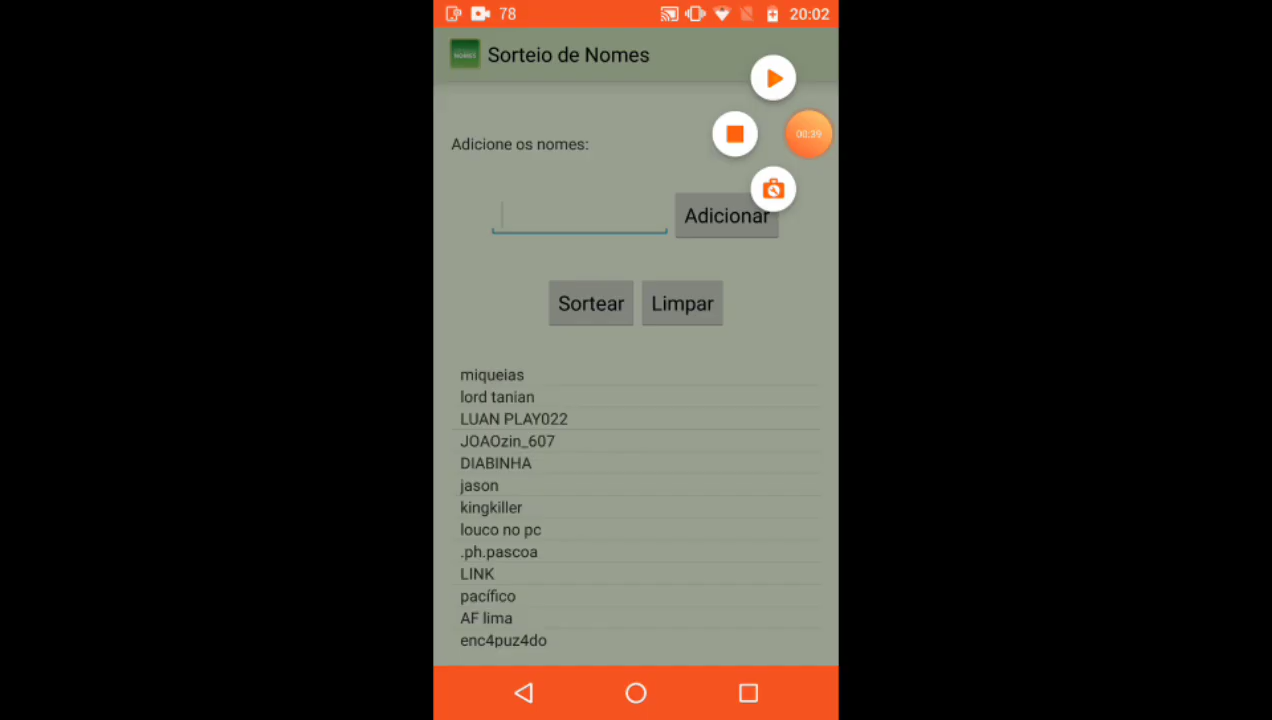 78 20:02
NOMES Sorteio de Nomes
00:39
Adicione os nomes:
Adicionar
Sortear Limpar
miqueias
lord tanian
LUAN PLAY022
JOAOzin_607
DIABINHA
jason
kingkiller
louco no pc
.ph.pascoa
LINK
pacífico
AF lima
enc4puz4do